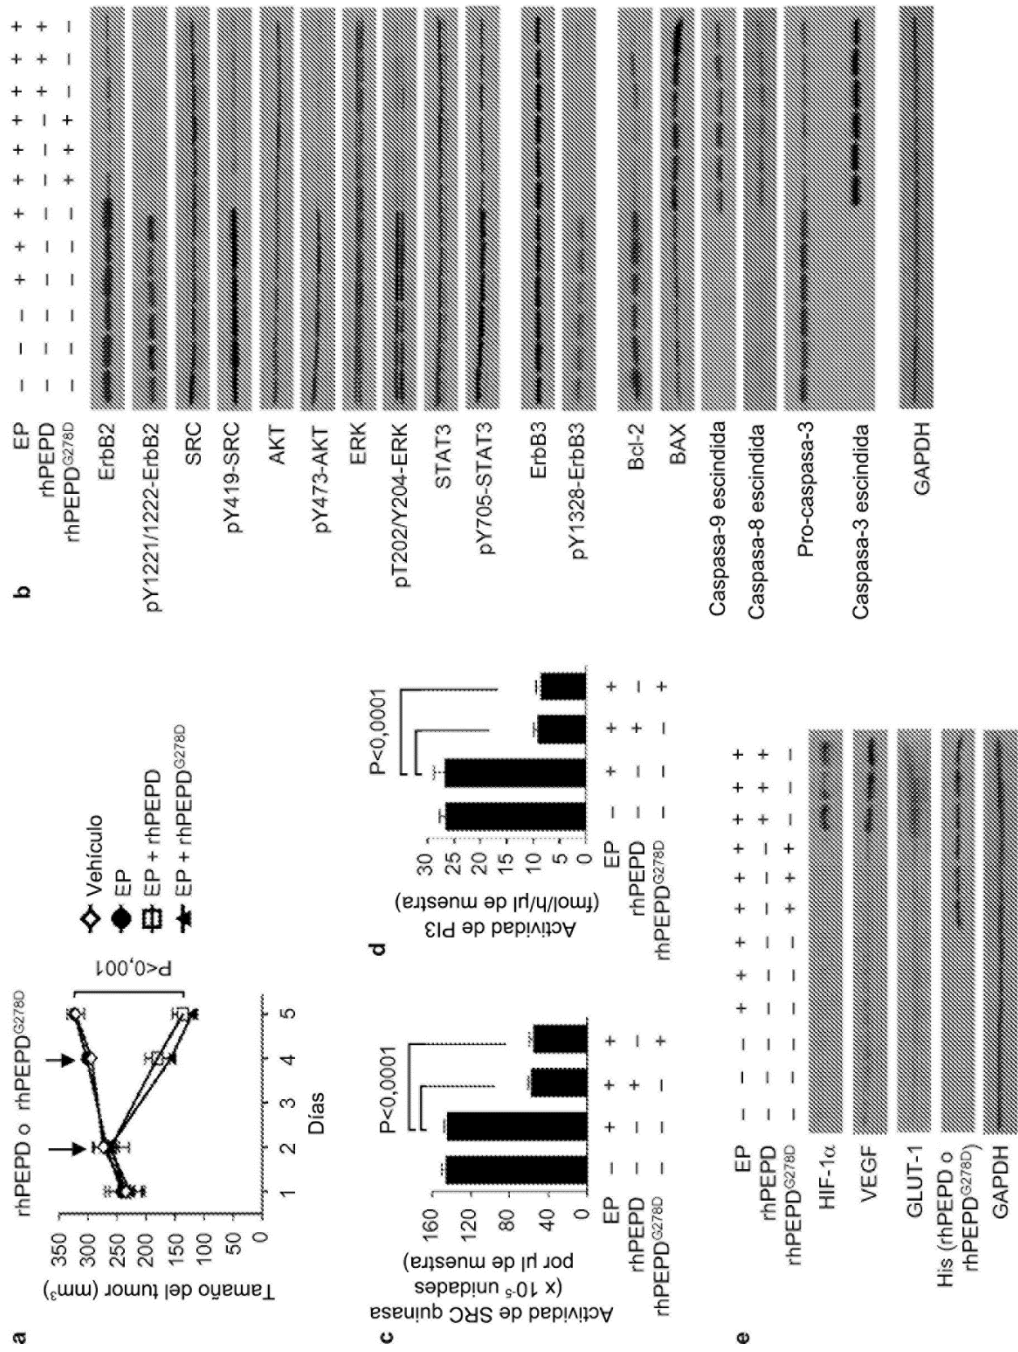 a
rhPEPD o rhPEPD^G278D
Tamaño del tumor (mm³)
350
300
250
200
150
100
50
0
1
2
3
4
5
Días
P<0,001
Vehículo
EP
EP + rhPEPD
EP + rhPEPD^G278D
b
EP − − − + + + + + + + + +
rhPEPD − − − − − − − − − + + +
rhPEPD^G278D − − − − − − + + + − − −
ErbB2
pY1221/1222-ErbB2
SRC
pY419-SRC
AKT
pY473-AKT
ERK
pT202/Y204-ERK
STAT3
pY705-STAT3
ErbB3
pY1328-ErbB3
Bcl-2
BAX
Caspasa-9 escindida
Caspasa-8 escindida
Pro-caspasa-3
Caspasa-3 escindida
GAPDH
c
Actividad de SRC quinasa
(x 10⁻⁵ unidades
por µl de muestra)
160
120
80
40
0
P<0,0001
EP − + + +
rhPEPD − − + −
rhPEPD^G278D − − − +
d
Actividad de PI3
(fmol/h/µl de muestra)
30
25
20
15
10
5
0
P<0,0001
EP − + + +
rhPEPD − − + −
rhPEPD^G278D − − − +
e
EP − − − + + + + + + + + +
rhPEPD − − − − − − − − − + + +
rhPEPD^G278D − − − − − − + + + − − −
HIF-1α
VEGF
GLUT-1
His (rhPEPD o
rhPEPD^G278D)
GAPDH